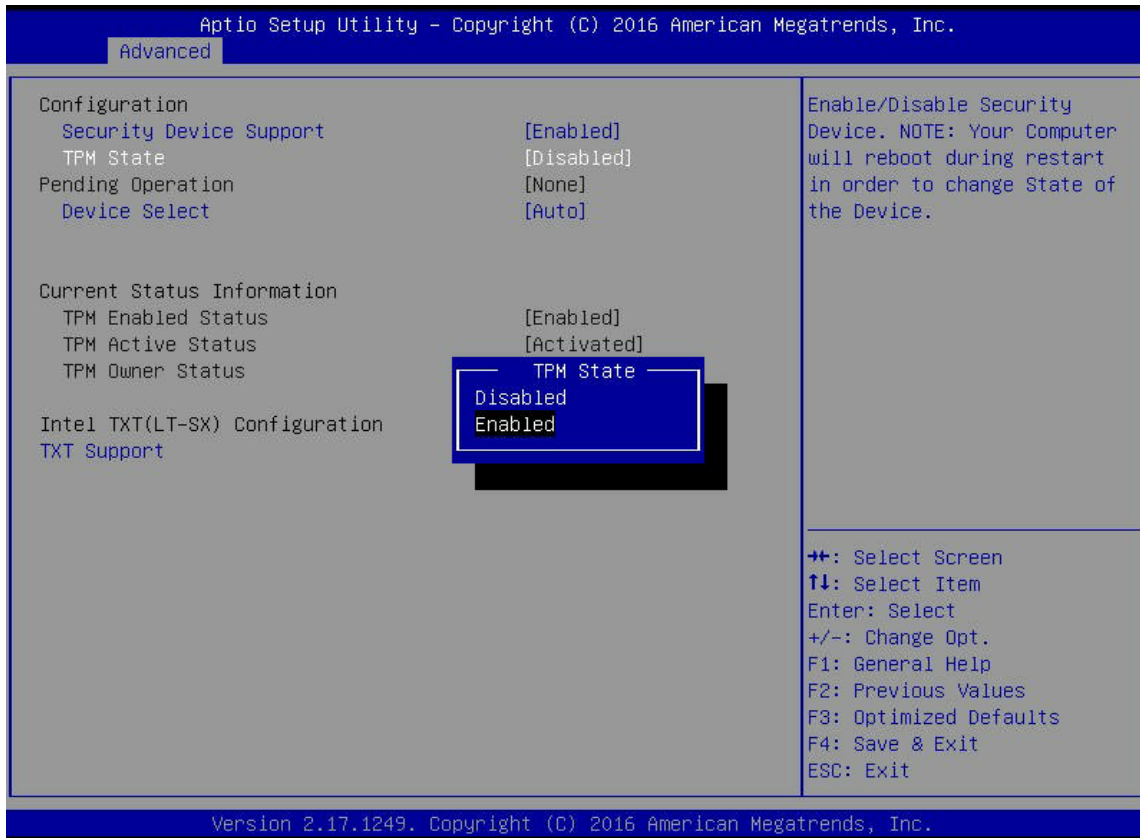 Aptio Setup Utility – Copyright (C) 2016 American Megatrends, Inc.
Advanced
Configuration
Security Device Support [Enabled]
TPM State [Disabled]
Pending Operation [None]
Device Select [Auto]
Current Status Information
TPM Enabled Status [Enabled]
TPM Active Status [Activated]
TPM Owner Status
Intel TXT(LT-SX) Configuration
TXT Support
TPM State
Disabled
Enabled
Enable/Disable Security
Device. NOTE: Your Computer
will reboot during restart
in order to change State of
the Device.
→←: Select Screen
↑↓: Select Item
Enter: Select
+/-: Change Opt.
F1: General Help
F2: Previous Values
F3: Optimized Defaults
F4: Save & Exit
ESC: Exit
Version 2.17.1249. Copyright (C) 2016 American Megatrends, Inc.